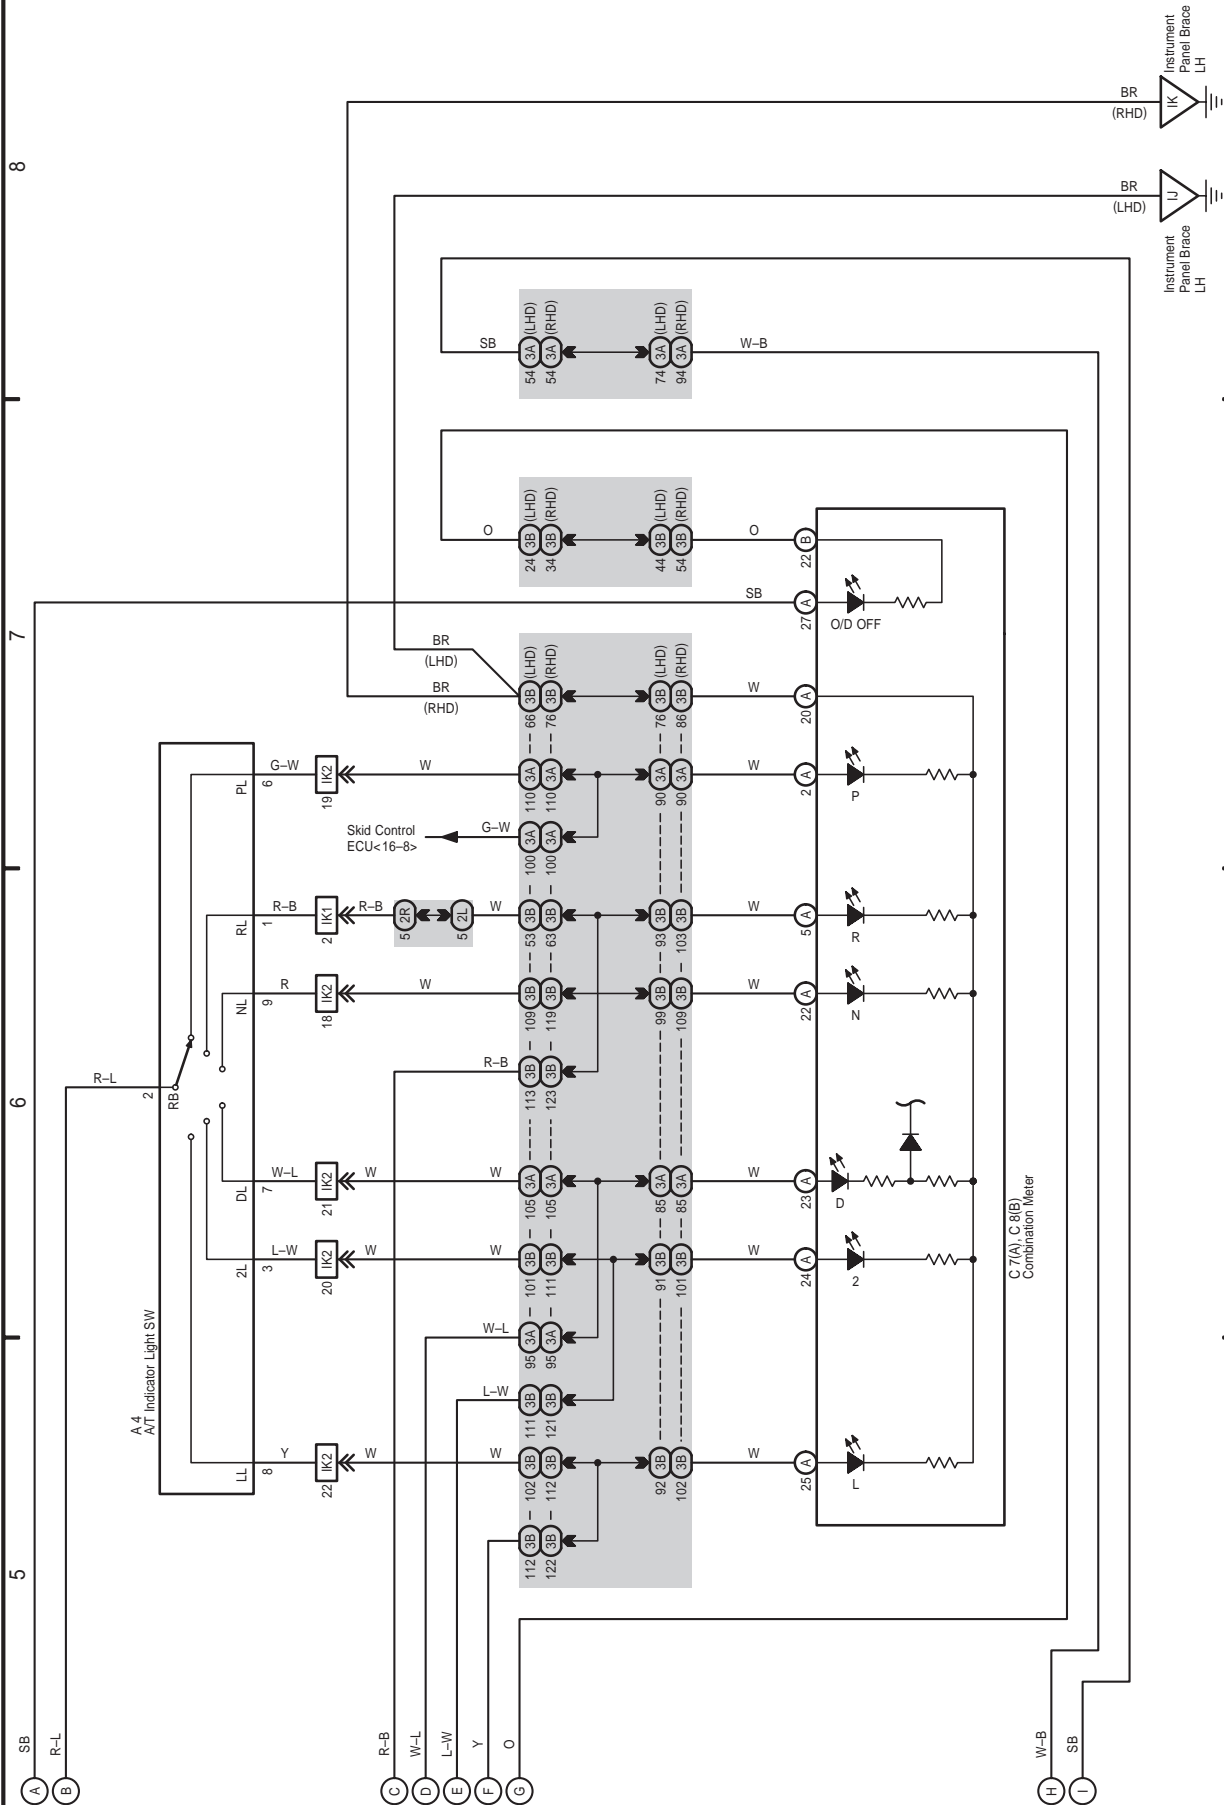 8
7
6
5
Instrument
Panel Brace
LH
IK
BR
(RHD)
Instrument
Panel Brace
LH
IJ
BR
(LHD)
SB
54 3A (LHD)
54 3A (RHD)
74 3A (LHD)
94 3A (RHD)
W–B
O
24 3B (LHD)
34 3B (RHD)
44 3B (LHD)
54 3B (RHD)
O
22 B
SB
27 A
O/D OFF
BR
(LHD)
BR
(RHD)
66 3B (LHD)
76 3B (RHD)
76 3B (LHD)
86 3B (RHD)
W
20 A
PL
6
G–W
19 IK2
W
110 3A
110 3A
90 3A
90 3A
W
2 A
P
Skid Control
ECU<16–8>
G–W
100 3A
100 3A
RL
1
R–B
2 IK1
R–B
5 2R
5 2L
W
53 3B
63 3B
93 3B
103 3B
W
5 A
R
NL
9
R
18 IK2
W
109 3B
119 3B
99 3B
109 3B
W
22 A
N
R–B
113 3B
123 3B
R–L
2
RB
DL
7
W–L
21 IK2
W
W
105 3A
105 3A
85 3A
85 3A
W
23 A
D
2L
3
L–W
20 IK2
W
W
101 3B
111 3B
91 3B
101 3B
W
24 A
2
C 7(A), C 8(B)
Combination Meter
W–L
95 3A
95 3A
L–W
111 3B
121 3B
A 4
A/T Indicator Light SW
LL
8
Y
22 IK2
W
W
102 3B
112 3B
92 3B
102 3B
W
25 A
L
112 3B
122 3B
A SB
B R–L
C R–B
D W–L
E L–W
F Y
G O
H W–B
I SB